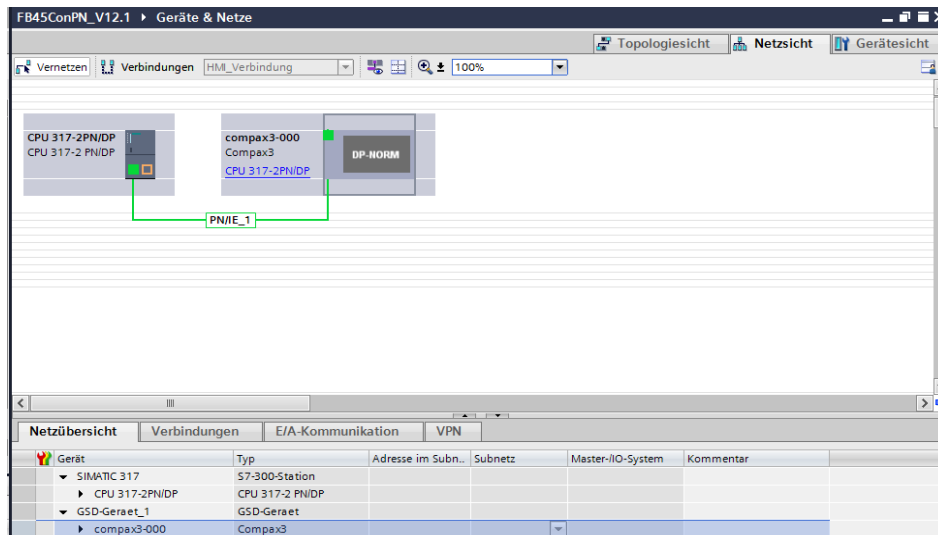 FB45ConPN_V12.1 ▸ Geräte & Netze
Topologiesicht Netzsicht Gerätesicht
Vernetzen Verbindungen HMI_Verbindung 100%
CPU 317-2PN/DP
CPU 317-2 PN/DP
compax3-000
Compax3
CPU 317-2PN/DP
DP-NORM
PN/IE_1
Netzübersicht Verbindungen E/A-Kommunikation VPN
Gerät Typ Adresse im Subn... Subnetz Master-/IO-System Kommentar
SIMATIC 317 S7-300-Station
CPU 317-2PN/DP CPU 317-2 PN/DP
GSD-Geraet_1 GSD-Geraet
compax3-000 Compax3